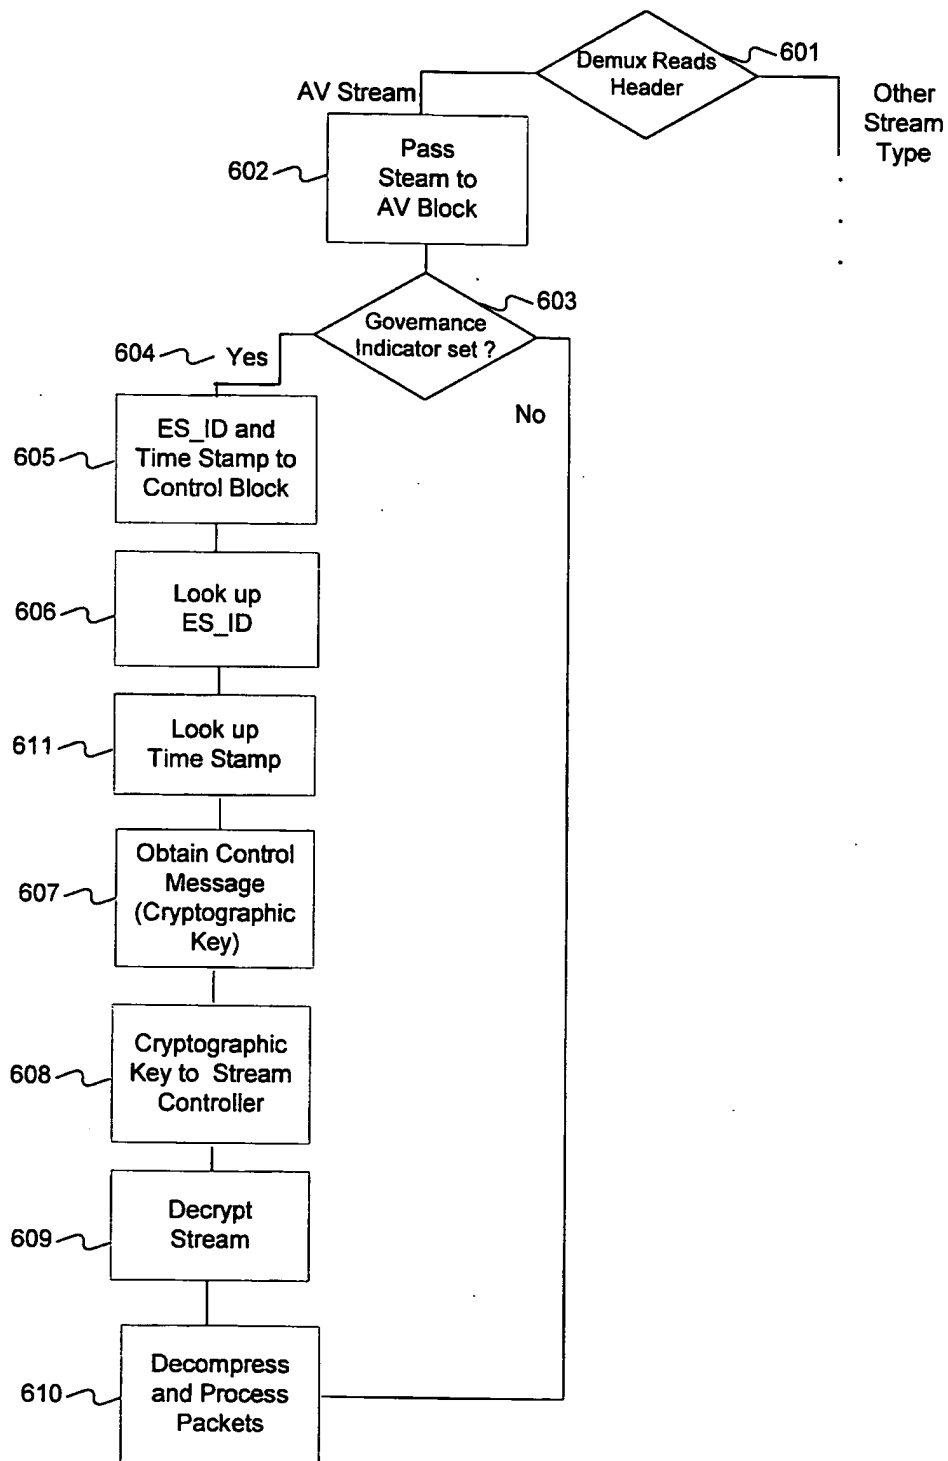 601
Demux Reads
Header
AV Stream
Other
Stream
Type
602
Pass
Steam to
AV Block
603
Governance
Indicator set ?
604
Yes
No
605
ES_ID and
Time Stamp to
Control Block
606
Look up
ES_ID
611
Look up
Time Stamp
607
Obtain Control
Message
(Cryptographic
Key)
608
Cryptographic
Key to Stream
Controller
609
Decrypt
Stream
610
Decompress
and Process
Packets